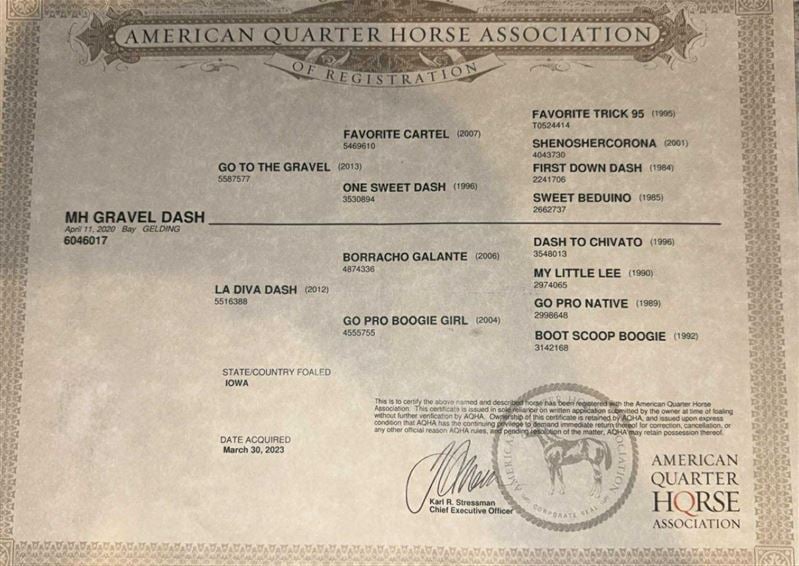 AMERICAN QUARTER HORSE ASSOCIATION
OF REGISTRATION
FAVORITE TRICK 95 (1995)
T0524414
FAVORITE CARTEL (2007)
5469610
SHENOSHERCORONA (2001)
4043730
GO TO THE GRAVEL (2013)
5587577
FIRST DOWN DASH (1984)
2241706
ONE SWEET DASH (1996)
3530894
SWEET BEDUINO (1985)
2662737
MH GRAVEL DASH
April 11, 2020 Bay GELDING
6046017
DASH TO CHIVATO (1996)
3548013
BORRACHO GALANTE (2006)
4874336
MY LITTLE LEE (1990)
2974065
LA DIVA DASH (2012)
5516388
GO PRO NATIVE (1989)
2998648
GO PRO BOOGIE GIRL (2004)
4555755
BOOT SCOOP BOOGIE (1992)
3142168
STATE/COUNTRY FOALED
IOWA
This is to certify the above named and described horse has been registered with the American Quarter Horse
Association. This certificate is issued in sole reliance on written application submitted by the owner at time of foaling
without further verification by AQHA. Ownership of this certificate is retained by AQHA, and issued upon express
condition that AQHA has the continuing privilege to demand immediate return thereof for correction, cancellation, or
any other official reason AQHA rules, and pending resolution of the matter, AQHA may retain possession thereof.
DATE ACQUIRED
March 30, 2023
Karl R. Stressman
Chief Executive Officer
CORPORATE SEAL
AMERICAN
QUARTER
HORSE
ASSOCIATION